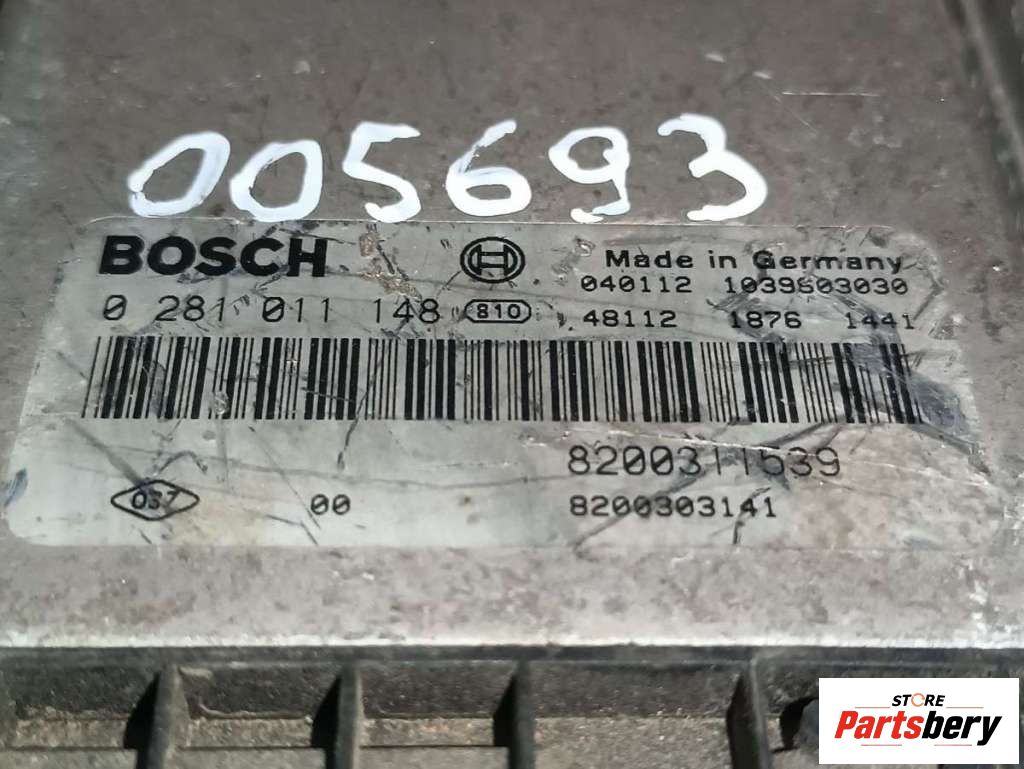 005693
BOSCH
Made in Germany
040112 1039S03030
0 281 011 148 810
48112 1876 1441
8200311539
037 00
8200303141
STORE
Partsbery